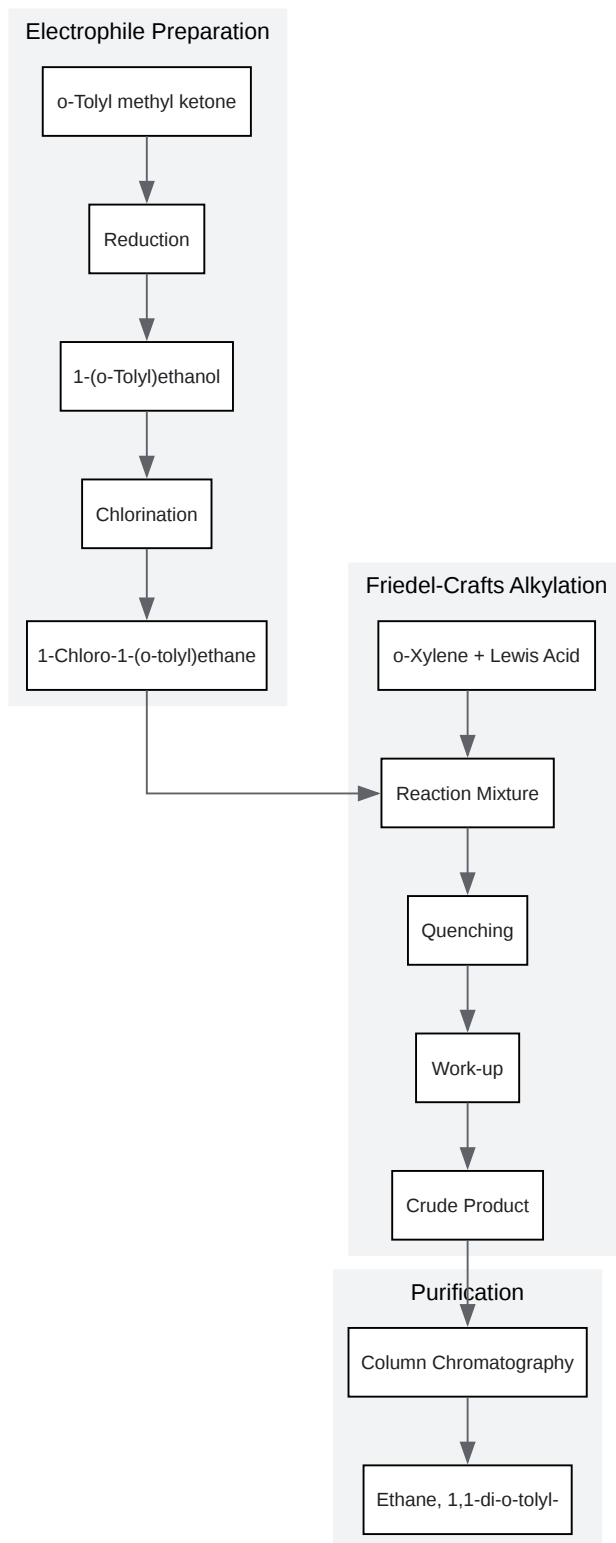 Electrophile Preparation
o-Tolyl methyl ketone
Reduction
1-(o-Tolyl)ethanol
Chlorination
1-Chloro-1-(o-tolyl)ethane
Friedel-Crafts Alkylation
o-Xylene + Lewis Acid
Reaction Mixture
Quenching
Work-up
Crude Product
Purification
Column Chromatography
Ethane, 1,1-di-o-tolyl-